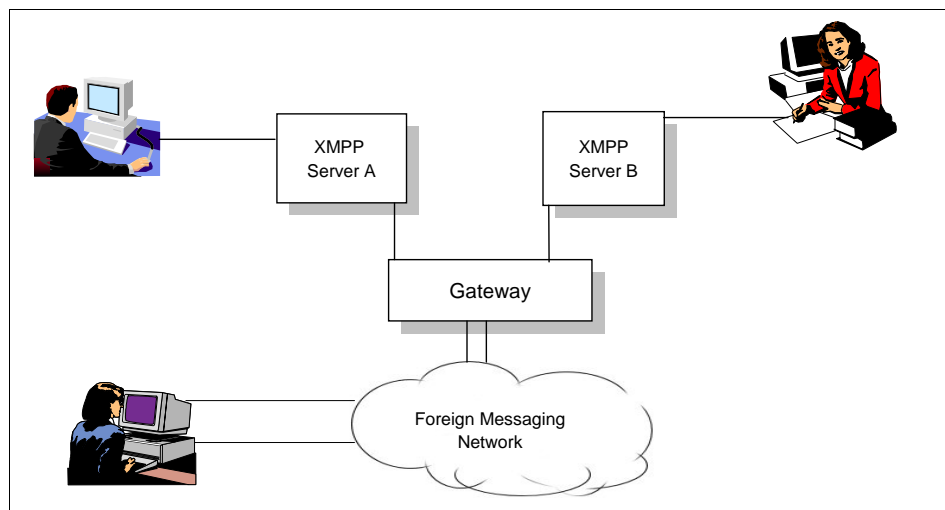 XMPP
Server A
XMPP
Server B
Gateway
Foreign Messaging
Network